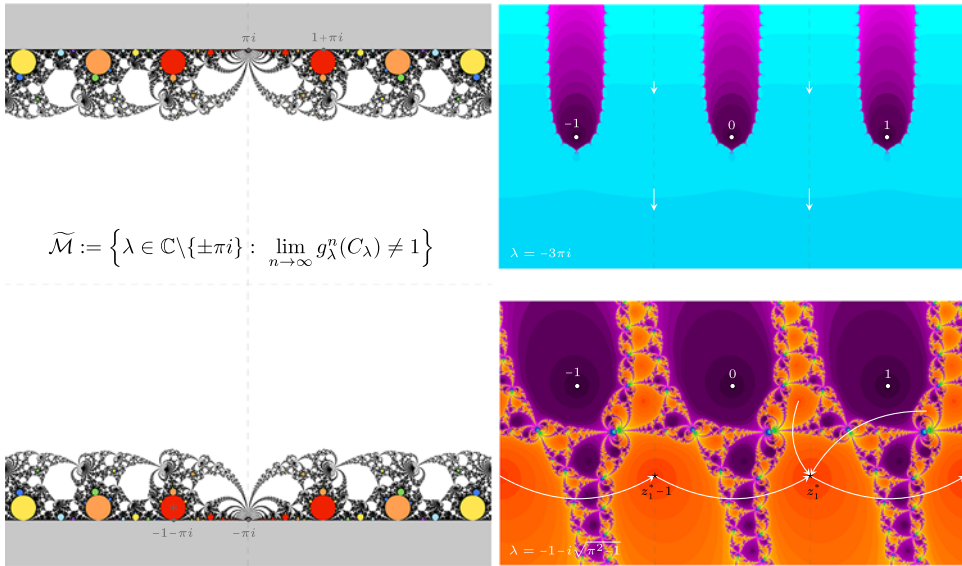 πi 1+πi
M̃ := {λ ∈ ℂ\{±πi} : lim_{n→∞} g_λ^n(C_λ) ≠ 1}
-1-πi -πi
-1 0 1
λ = -3πi
-1 0 1
z_1^*-1 z_1^*
λ = -1-i√(π²-1)